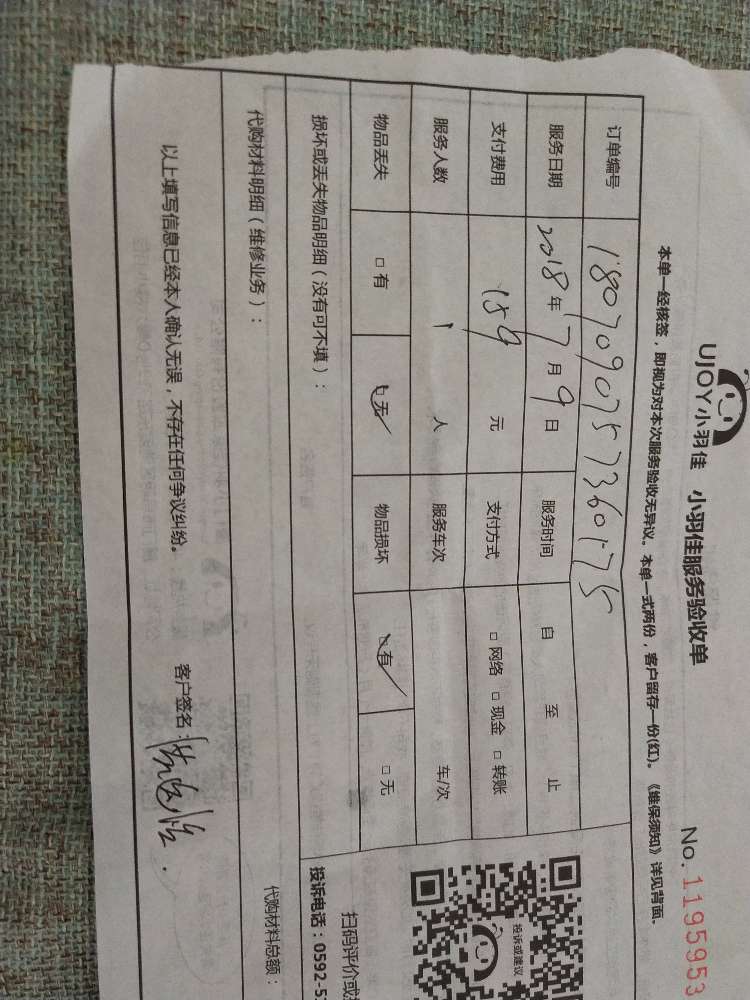 UJOY小羽佳 小羽佳服务验收单
No.1195953
本单一经核签，即视为对本次服务验收无异议。本单一式两份，客户留存一份(红)。《维保须知》详见背面。
订单编号 180709075736017​5
服务日期 2018年7月9日 服务时间 自 至 止
支付费用 159 元 支付方式 □网络 □现金 □转账
服务人数 1 人 服务车次 车/次
物品丢失 □有 □无 物品损坏 □有 □无
损坏或丢失物品明细（没有可不填）：
代购材料明细（维修业务）：
代购材料总额：
以上填写信息已经本人确认无误，不存在任何争议纠纷。
客户签名：
投诉或建议
扫码评价或
投诉电话：0592-5